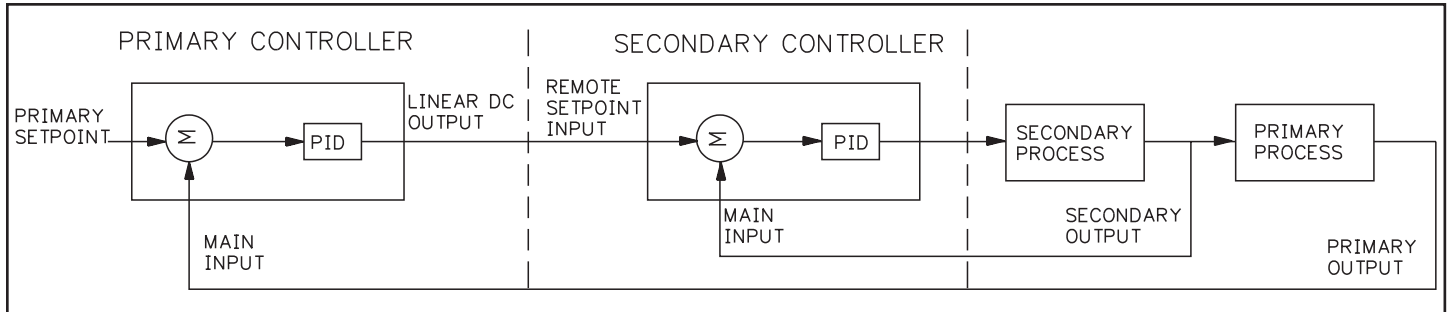 PRIMARY CONTROLLER
SECONDARY CONTROLLER
PRIMARY
SETPOINT
Σ
PID
LINEAR DC
OUTPUT
REMOTE
SETPOINT
INPUT
Σ
PID
SECONDARY
PROCESS
PRIMARY
PROCESS
MAIN
INPUT
MAIN
INPUT
SECONDARY
OUTPUT
PRIMARY
OUTPUT